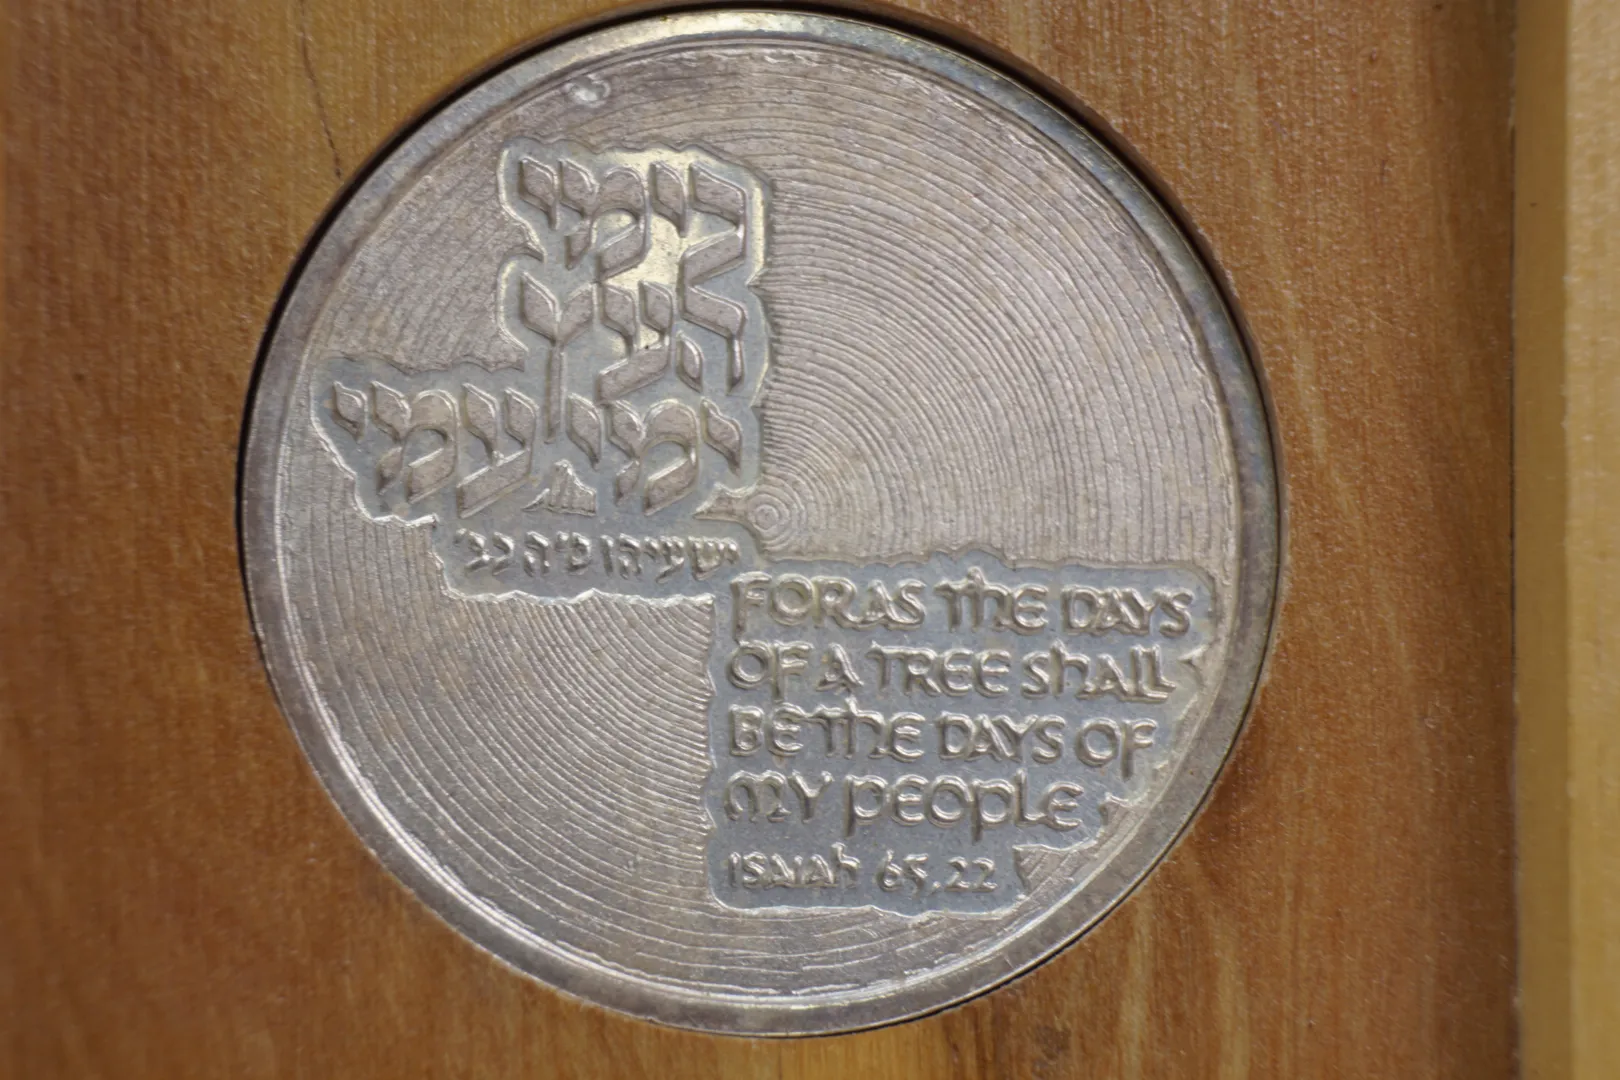 כימי
העץ
ימי עמי
ישעיהו ס'ה כב'
FOR AS The DAYS
OF A TREE ShALL
BE The DAYS OF
MY PEOPLE
ISAIAh 65,22